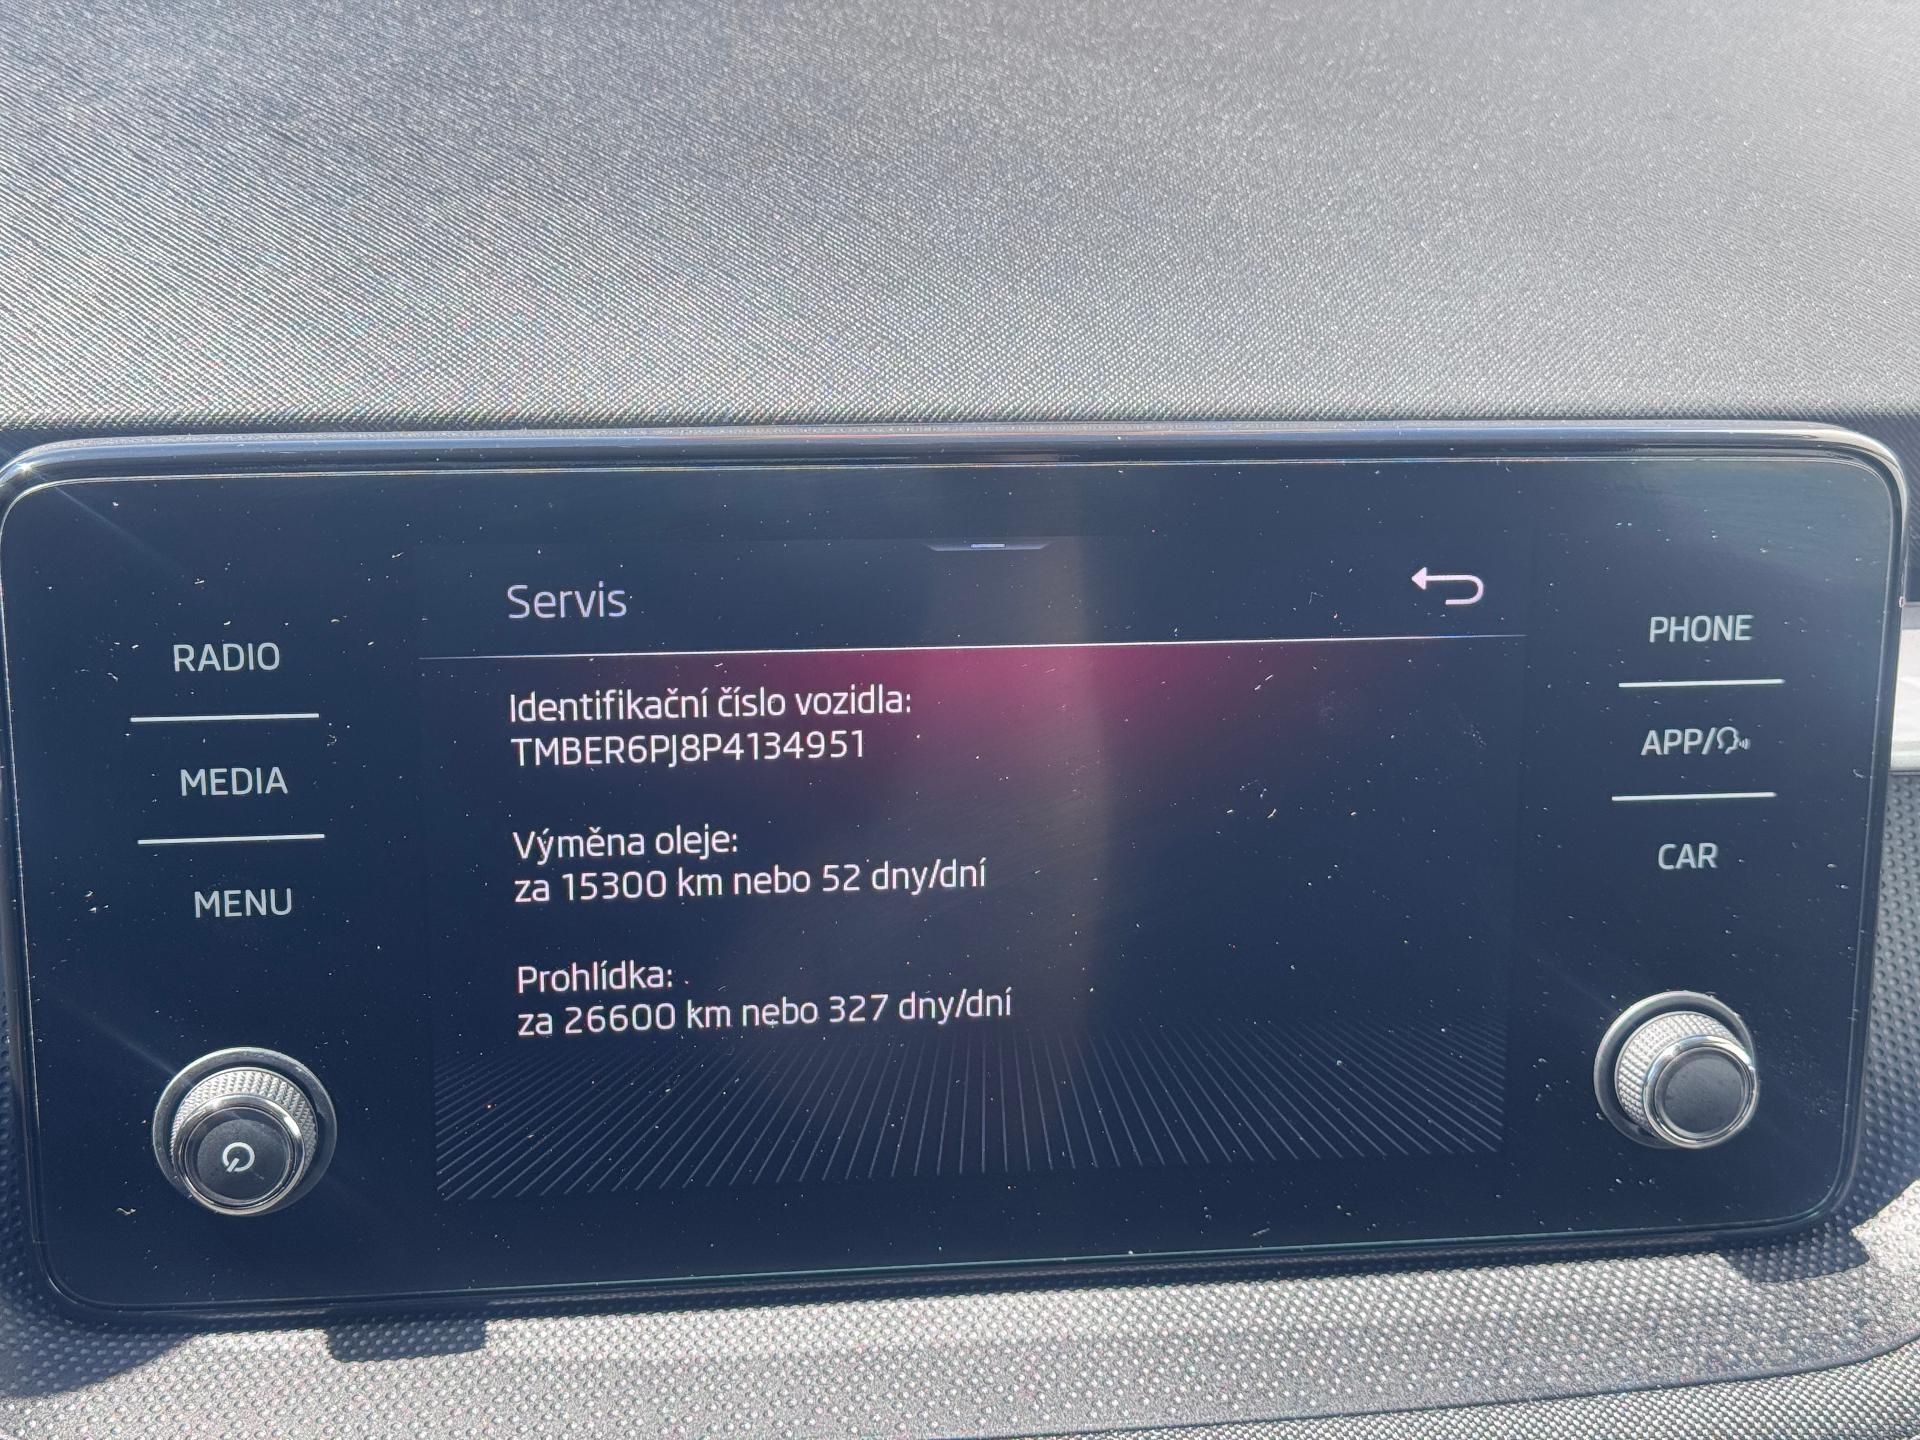 Servis
RADIO
MEDIA
MENU
Identifikační číslo vozidla:
TMBER6PJ8P4134951
Výměna oleje:
za 15300 km nebo 52 dny/dní
Prohlídka:
za 26600 km nebo 327 dny/dní
PHONE
APP/
CAR